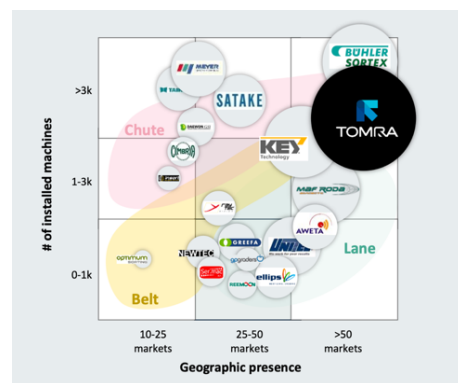 BÜHLER
SORTEX
MEYER
>3k
SATAKE
TOMRA
Chute
CIMBRIA
KEY
Technology
1-3k
MAF RODA
AWETA
GREEFA
NEWTEC
UNITEC
Lane
optimum
0-1k
ellips
Belt
# of installed machines
10-25
markets
25-50
markets
>50
markets
Geographic presence